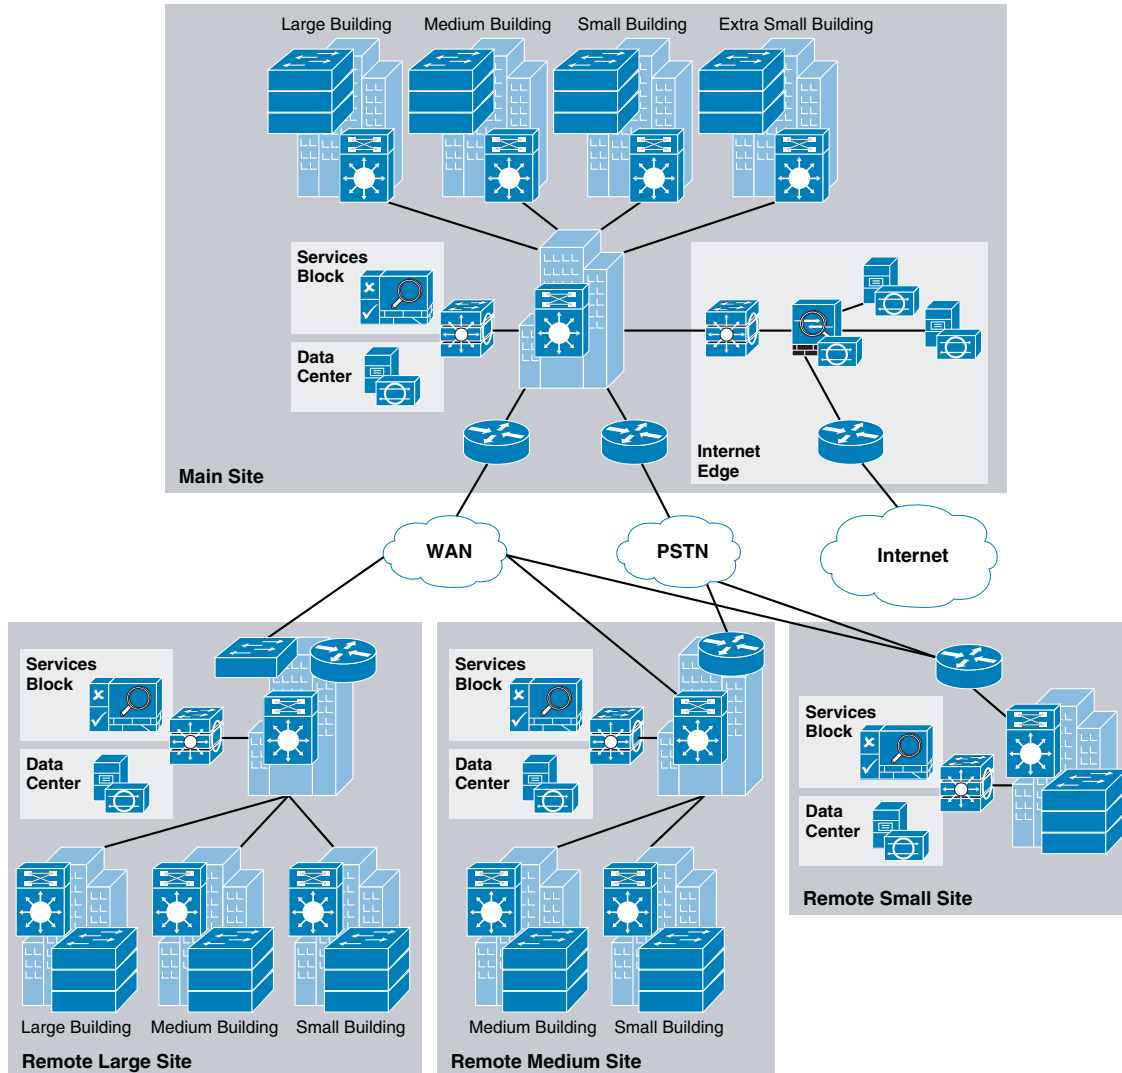 Large Building
Medium Building
Small Building
Extra Small Building
Services
Block
Data
Center
Internet
Edge
Main Site
WAN
PSTN
Internet
Services
Block
Data
Center
Large Building
Medium Building
Small Building
Remote Large Site
Services
Block
Data
Center
Medium Building
Small Building
Remote Medium Site
Services
Block
Data
Center
Remote Small Site